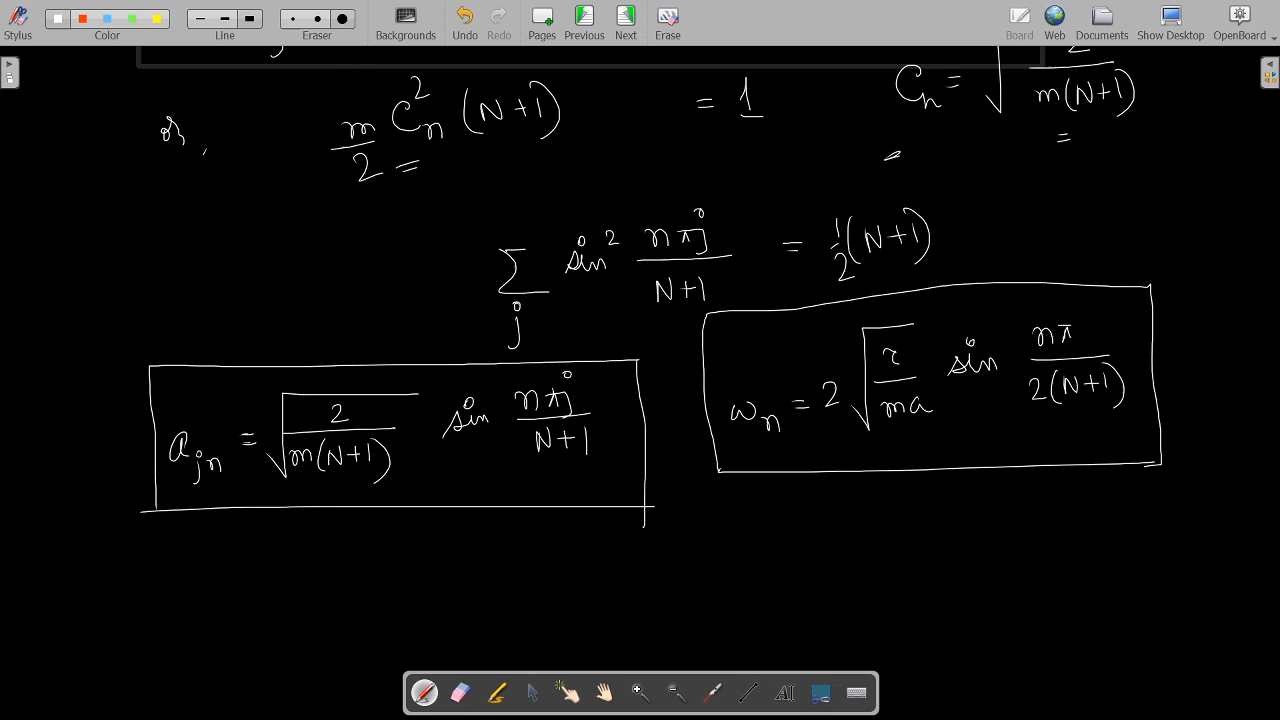 Stylus Color Line Eraser Backgrounds Undo Redo Pages Previous Next Erase Board Web Documents Show Desktop OpenBoard
or, m/2 C_n^2 (N+1) = 1
C_n = √(2/(m(N+1)))
∑_j sin^2 (nπj/(N+1)) = 1/2 (N+1)
a_jn = √(2/(m(N+1))) sin (nπj/(N+1))
ω_n = 2 √(τ/(ma)) sin (nπ/(2(N+1)))